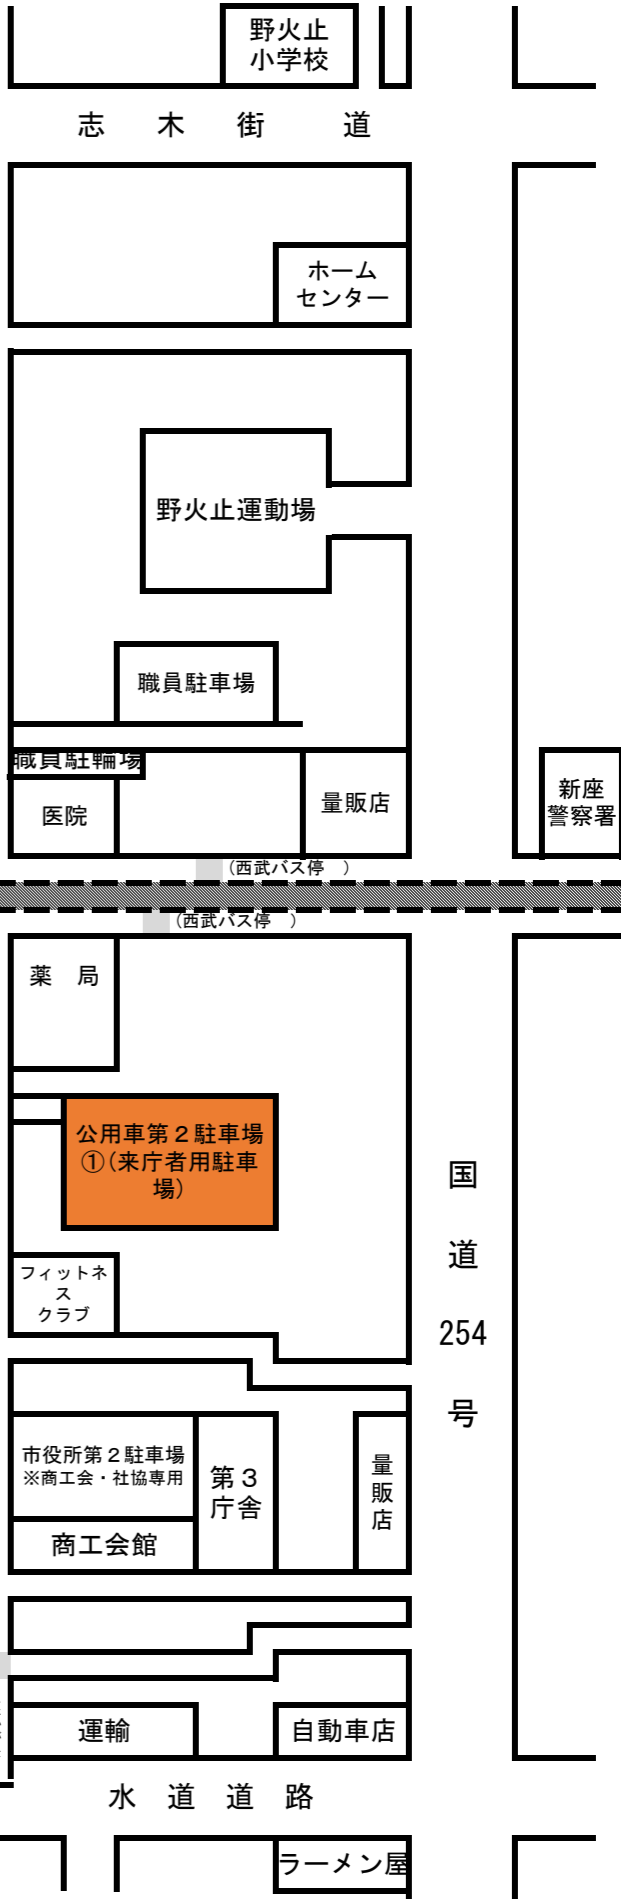 野火止
小学校
志木街道
ホーム
センター
野火止運動場
職員駐車場
職員駐輪場
医院
量販店
新座
警察署
(西武バス停　)
(西武バス停　)
薬　局
公用車第２駐車場
①(来庁者用駐車
場)
国
道
254
号
フィットネ
ス
クラブ
市役所第２駐車場
※商工会・社協専用
第３
庁舎
量
販
店
商工会館
運輸
自動車店
水道道路
ラーメン屋